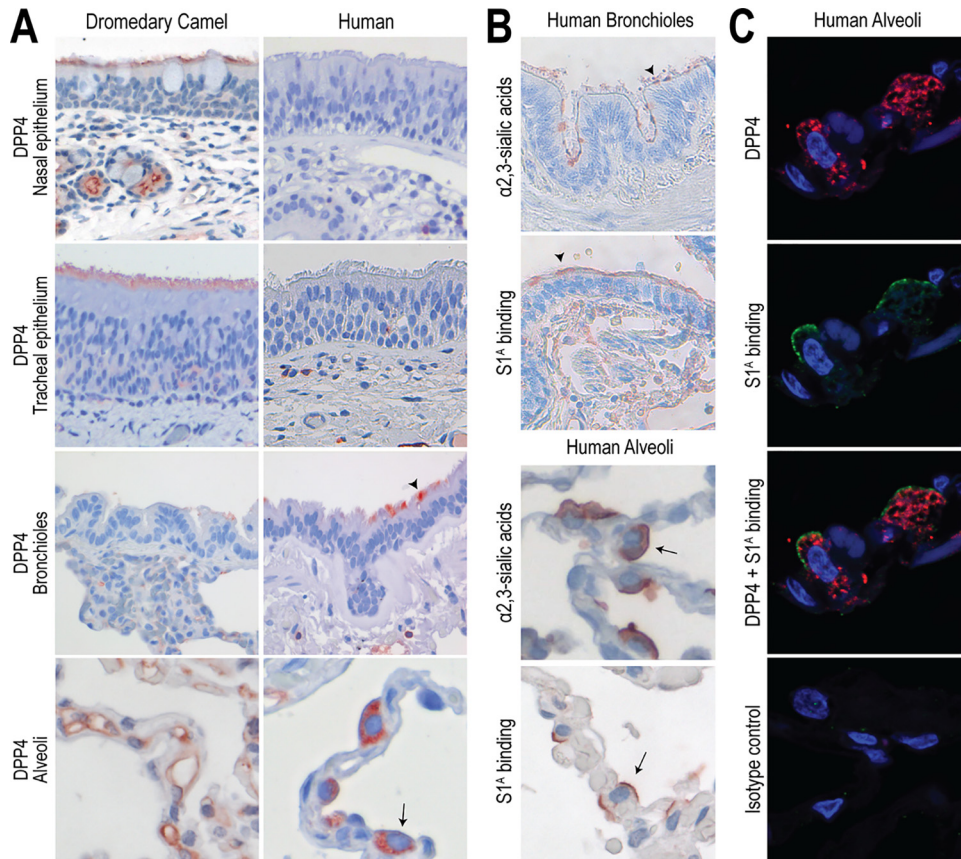 A
Dromedary Camel
Human
DPP4
Nasal epithelium
DPP4
Tracheal epithelium
DPP4
Bronchioles
DPP4
Alveoli
B
Human Bronchioles
α2,3-sialic acids
S1ᴬ binding
Human Alveoli
α2,3-sialic acids
S1ᴬ binding
C
Human Alveoli
DPP4
S1ᴬ binding
DPP4 + S1ᴬ binding
Isotype control